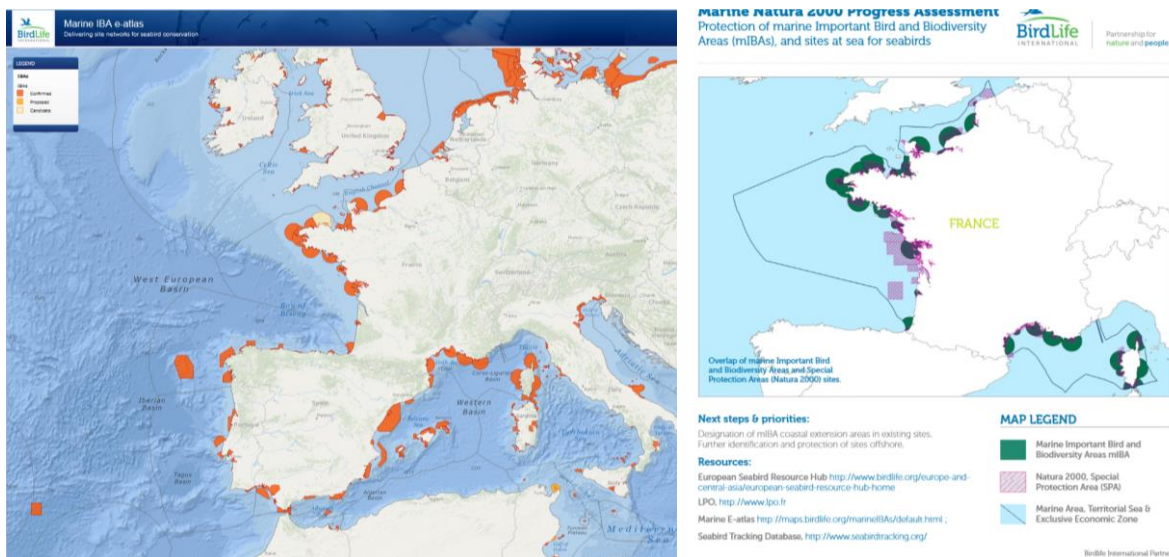 BirdLife
INTERNATIONAL
Marine IBA e-atlas
Delivering site networks for seabird conservation
LEGEND
IBAs
Confirmed
Proposed
Candidate
Ireland
United Kingdom
Celtic
Sea
English Channel
Netherlands
Belgium
Germany
Czech Republic
Paris
France
Switzerland
West European
Basin
Bay of
Biscay
Iberian
Basin
Portugal
Spain
Western
Basin
Adriatic Sea
Algerian
Basin
Tagus
Marine Natura 2000 Progress Assessment
Protection of marine Important Bird and Biodiversity
Areas (mIBAs), and sites at sea for seabirds
BirdLife
INTERNATIONAL
Partnership for
nature and people
FRANCE
Overlap of marine Important Bird
and Biodiversity Areas and Special
Protection Areas (Natura 2000) sites.
Next steps & priorities:
Designation of mIBA coastal extension areas in existing sites.
Further identification and protection of sites offshore.
Resources:
European Seabird Resource Hub http://www.birdlife.org/europe-and-
central-asia/european-seabird-resource-hub-home
LPO, http://www.lpo.fr
Marine E-atlas http://maps.birdlife.org/marineIBAs/default.html ;
Seabird Tracking Database, http://www.seabirdtracking.org/
MAP LEGEND
Marine Important Bird and
Biodiversity Areas mIBA
Natura 2000, Special
Protection Area (SPA)
Marine Area, Territorial Sea &
Exclusive Economic Zone
Birdlife International Partne